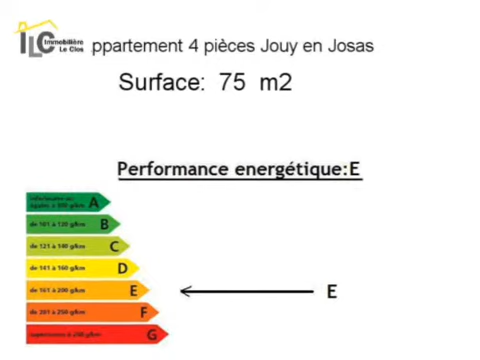 ILC Immobilière
Le Clos
ppartement 4 pièces Jouy en Josas
Surface: 75 m2
Performance energétique:E
A
de 101 à 120 g/km B
de 121 à 140 g/km C
de 141 à 160 g/km D
de 161 à 200 g/km E
E
de 201 à 250 g/km F
G